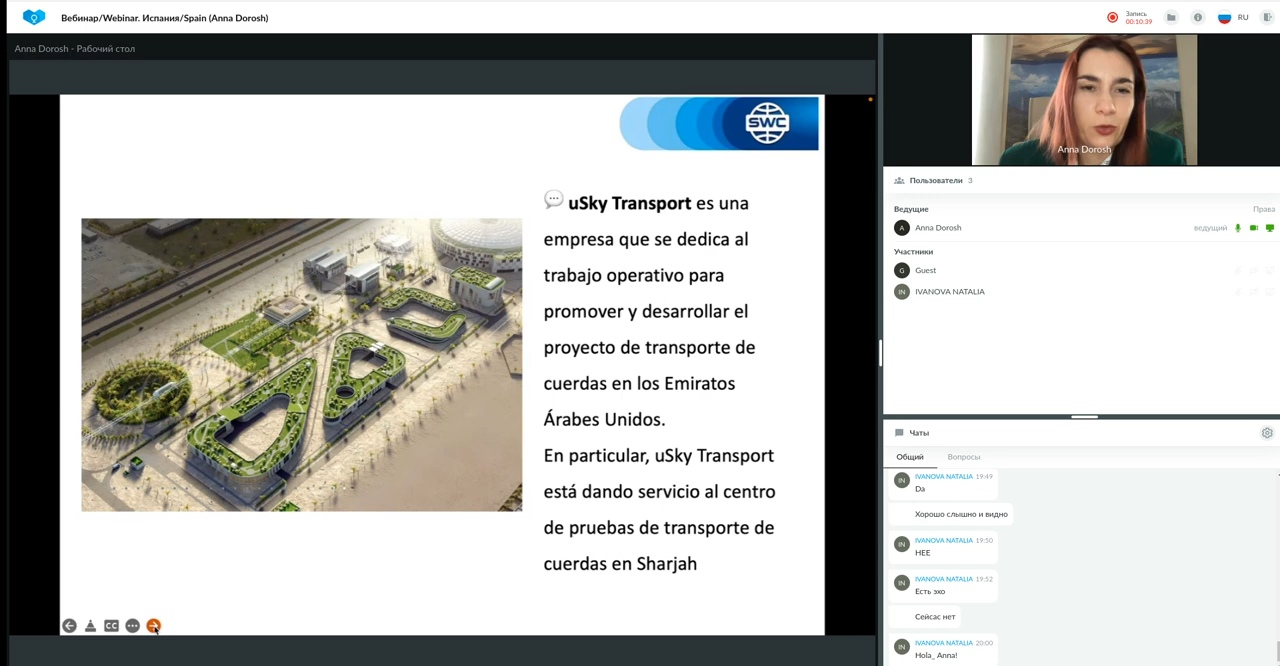 Вебинар/Webinar. Испания/Spain (Anna Dorosh)
Запись
00:10:39
RU
Anna Dorosh - Рабочий стол
SWC
uSky Transport es una
empresa que se dedica al
trabajo operativo para
promover y desarrollar el
proyecto de transporte de
cuerdas en los Emiratos
Árabes Unidos.
En particular, uSky Transport
está dando servicio al centro
de pruebas de transporte de
cuerdas en Sharjah
CC
Anna Dorosh
Пользователи 3
Ведущие Права
A Anna Dorosh ведущий
Участники
G Guest
IN IVANOVA NATALIA
Чаты
Общий Вопросы
IN IVANOVA NATALIA 19:49
Da
Хорошо слышно и видно
IN IVANOVA NATALIA 19:50
HEE
IN IVANOVA NATALIA 19:52
Есть эхо
Сейсас нет
IN IVANOVA NATALIA 20:00
Hola_ Anna!